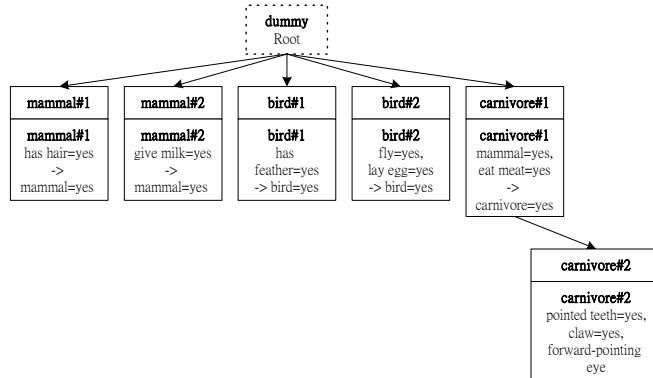 dummy
Root
mammal#1
mammal#1
has hair=yes
->
mammal=yes
mammal#2
mammal#2
give milk=yes
->
mammal=yes
bird#1
bird#1
has
feather=yes
-> bird=yes
bird#2
bird#2
fly=yes,
lay egg=yes
-> bird=yes
carnivore#1
carnivore#1
mammal=yes,
eat meat=yes
->
carnivore=yes
carnivore#2
carnivore#2
pointed teeth=yes,
claw=yes,
forward-pointing
eye